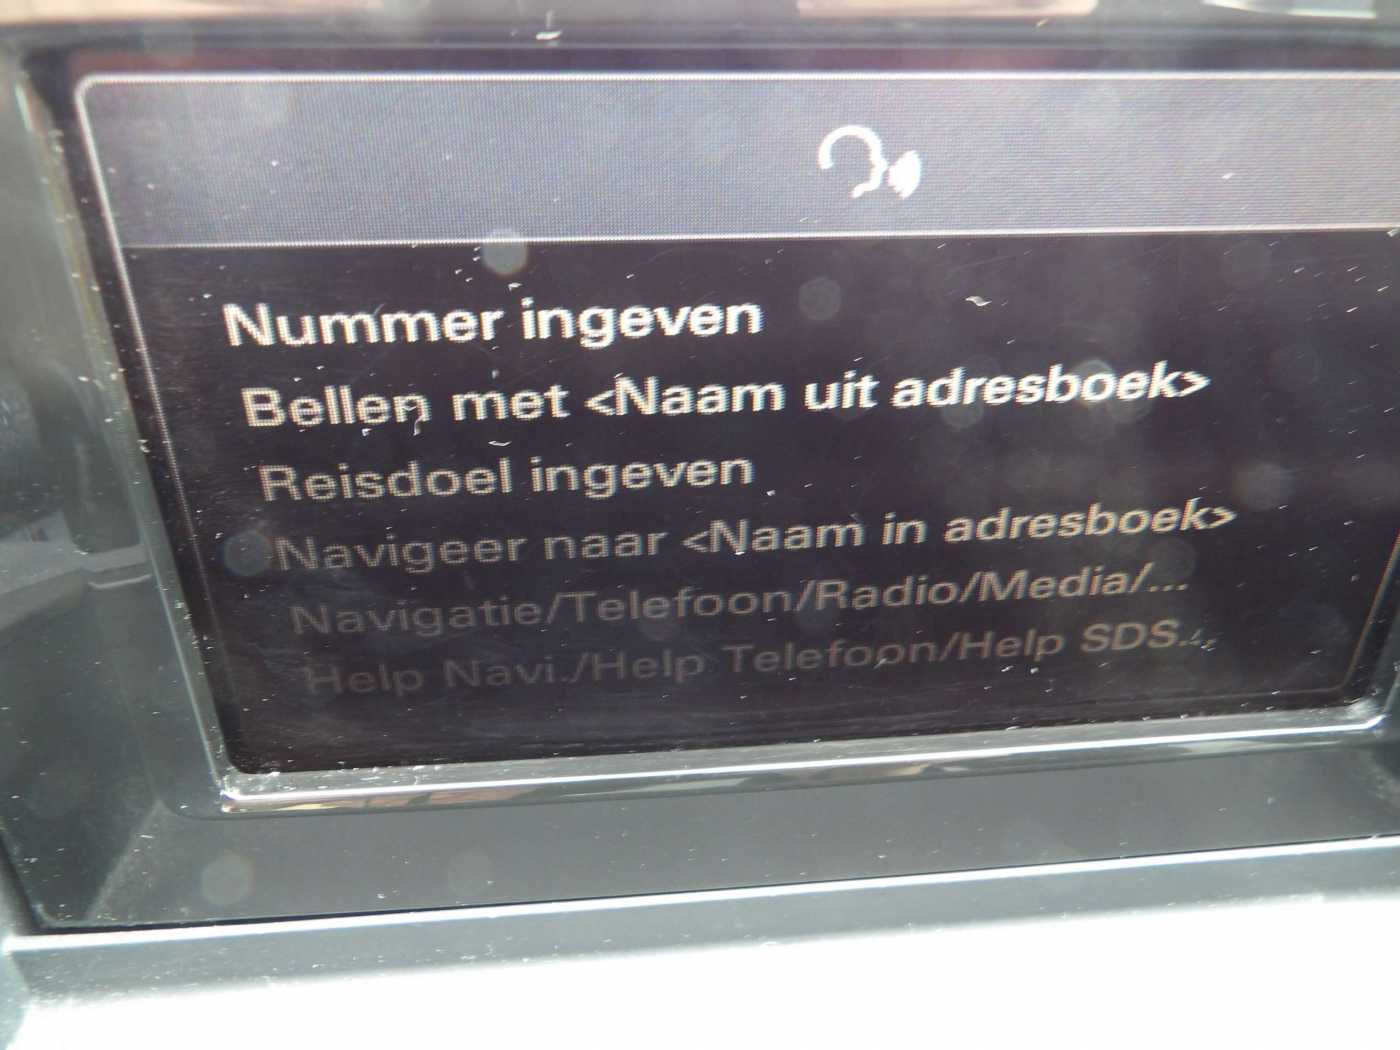 Nummer ingeven
Bellen met <Naam uit adresboek>
Reisdoel ingeven
Navigeer naar <Naam in adresboek>
Navigatie/Telefoon/Radio/Media/...
Help Navi./Help Telefoon/Help SDS...